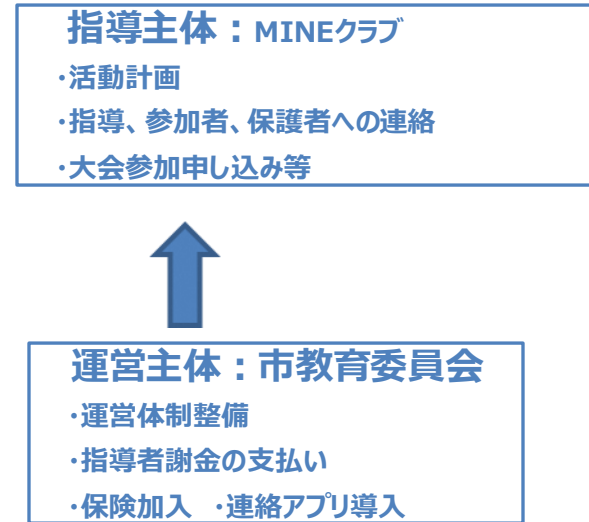 指導主体：MINEクラブ
・活動計画
・指導、参加者、保護者への連絡
・大会参加申し込み等
運営主体：市教育委員会
・運営体制整備
・指導者謝金の支払い
・保険加入　・連絡アプリ導入